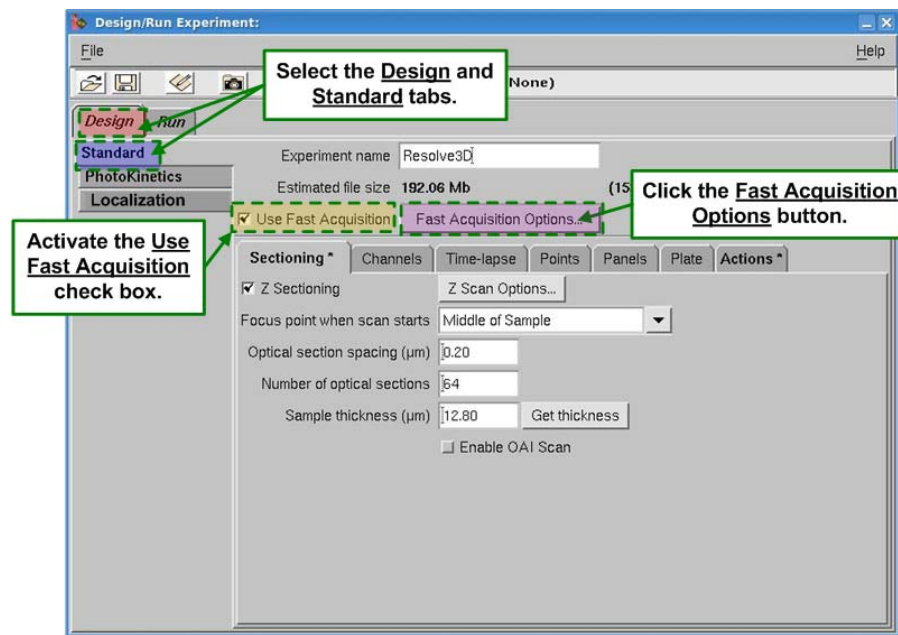 Design/Run Experiment:
File
Help
Select the Design and
Standard tabs.
None)
Design
Run
Standard
Experiment name
Resolve3D
PhotoKinetics
Estimated file size
192.06 Mb
(15
Click the Fast Acquisition
Options button.
Localization
Use Fast Acquisition
Fast Acquisition Options...
Activate the Use
Fast Acquisition
check box.
Sectioning *
Channels
Time-lapse
Points
Panels
Plate
Actions *
Z Sectioning
Z Scan Options...
Focus point when scan starts
Middle of Sample
Optical section spacing (µm)
0.20
Number of optical sections
64
Sample thickness (µm)
12.80
Get thickness
Enable OAI Scan